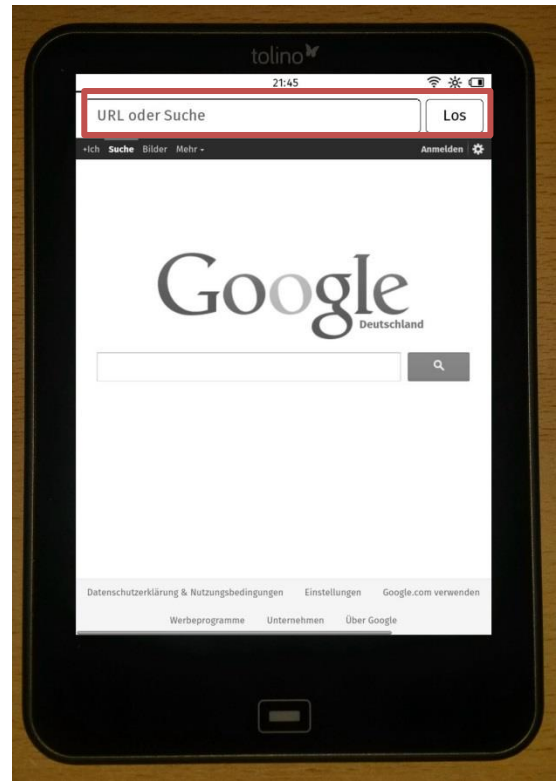 tolino
21:45
URL oder Suche Los
+Ich Suche Bilder Mehr Anmelden
Google
Deutschland
Datenschutzerklärung & Nutzungsbedingungen Einstellungen Google.com verwenden
Werbeprogramme Unternehmen Über Google